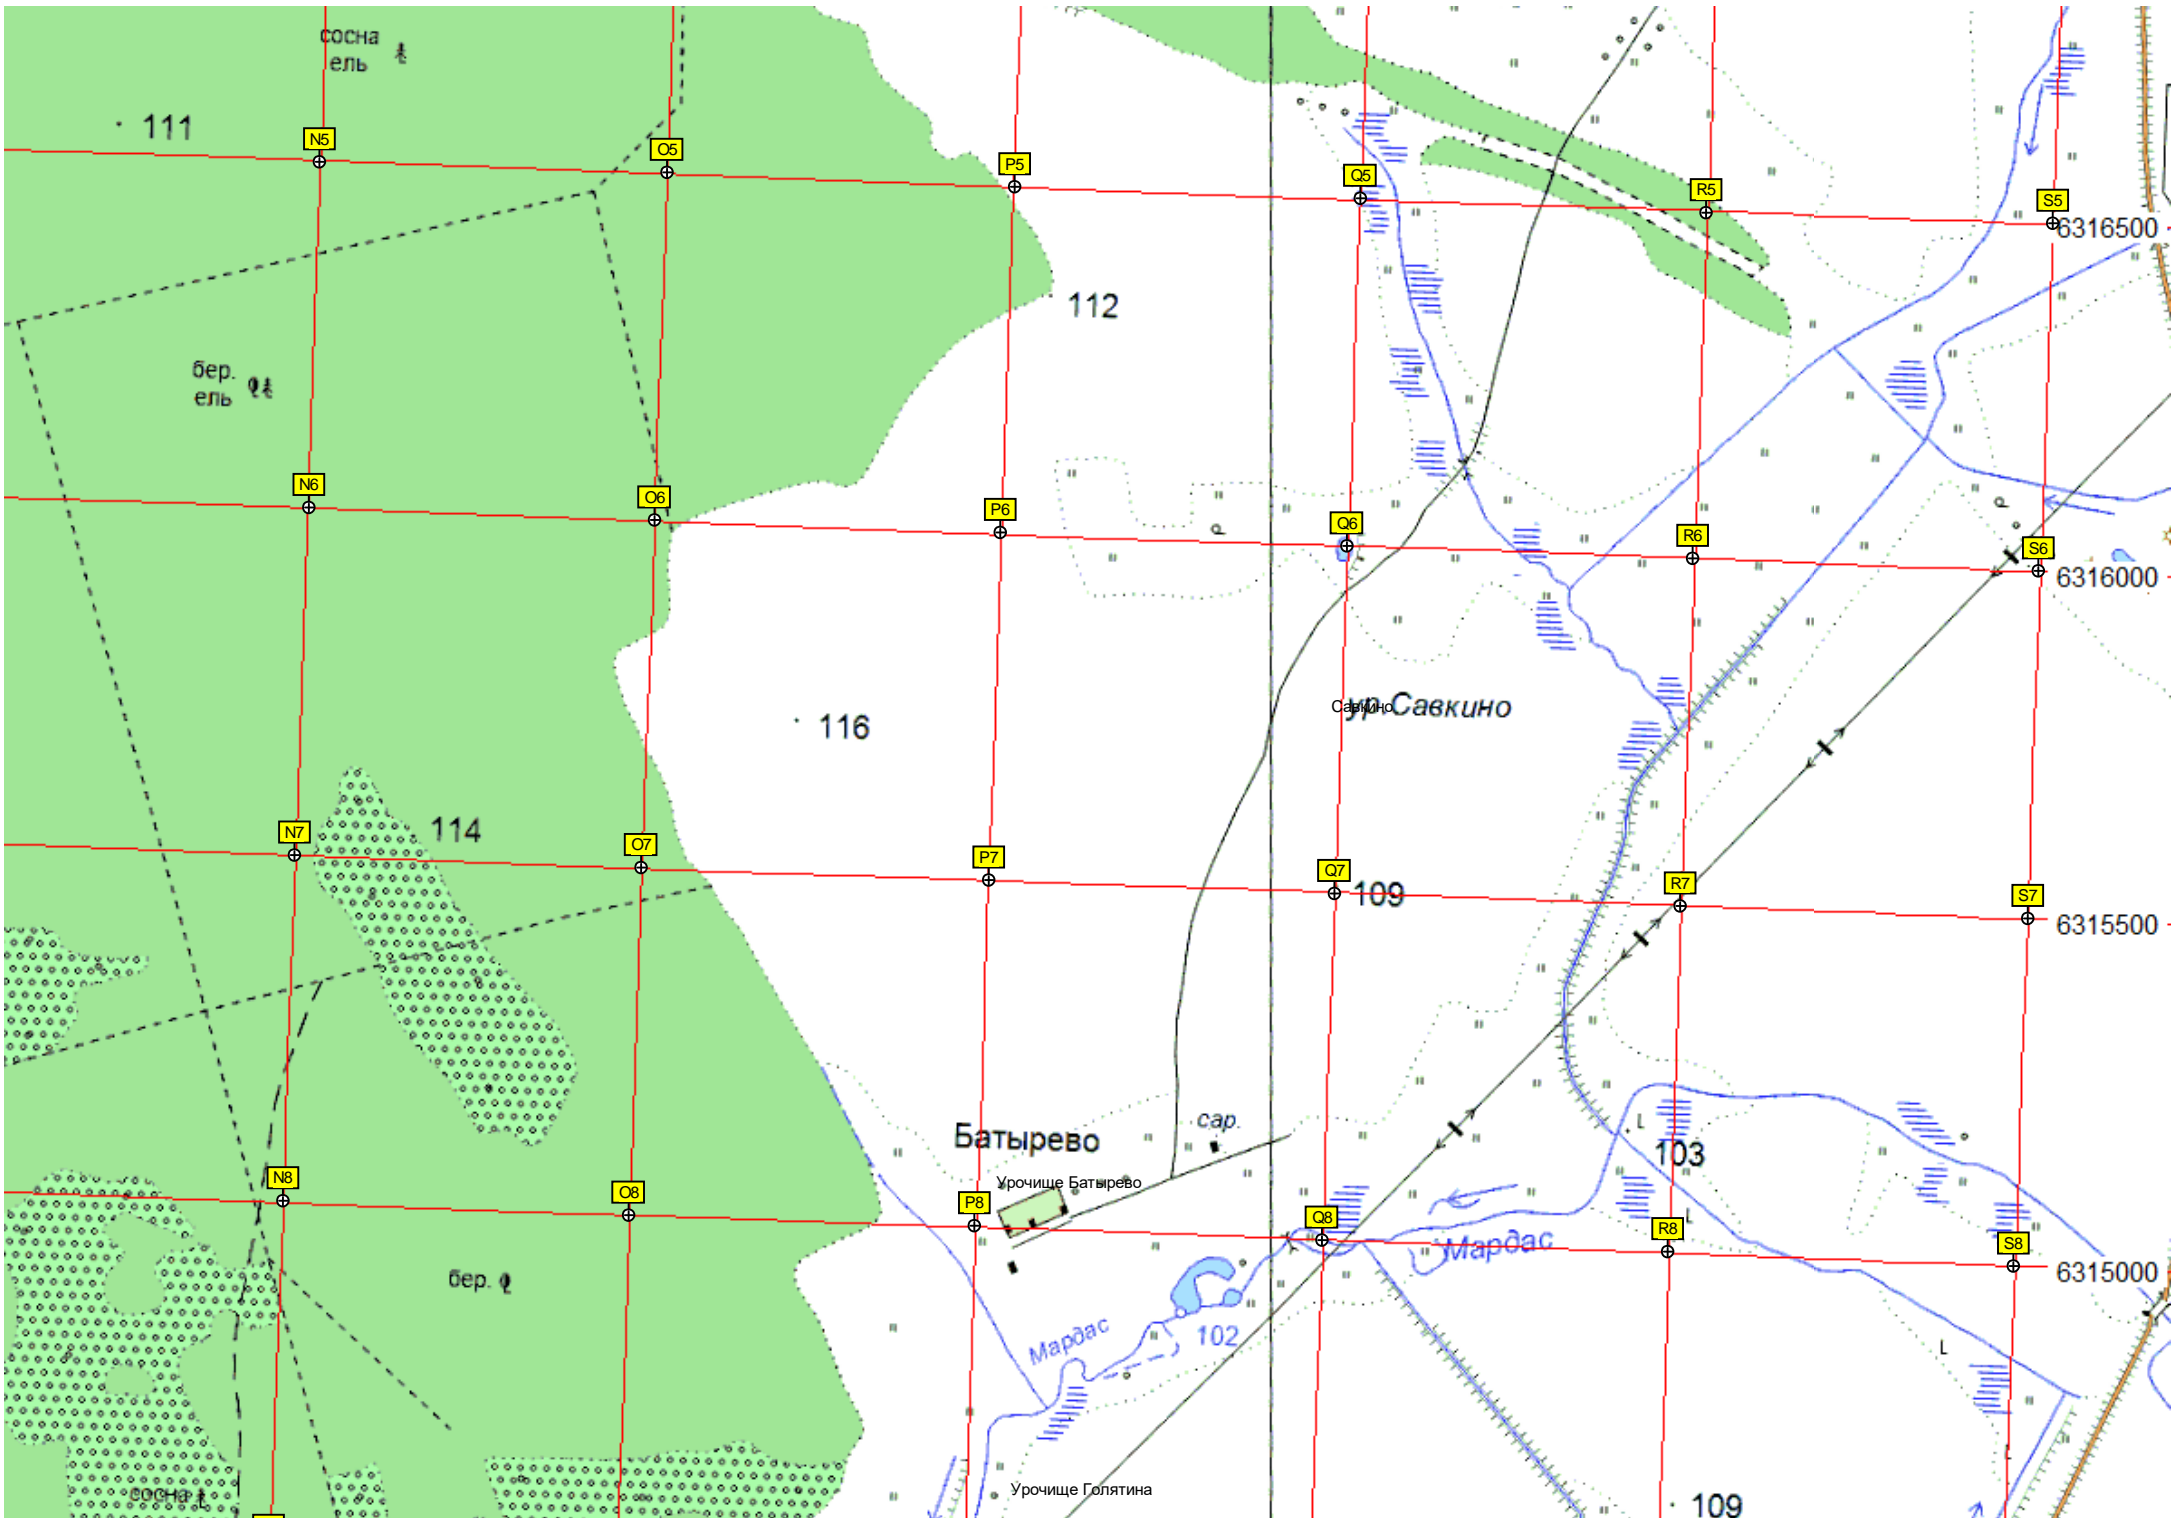 сосна
ель
111
N5
O5
P5
Q5
R5
S5
6316500
112
бер.
ель
N6
O6
P6
Q6
R6
S6
6316000
р
р
ур.Савкино
Савкино
116
114
N7
O7
P7
Q7
109
R7
S7
6315500
Батырево
сар.
L
103
Урочище Батырево
N8
O8
P8
Q8
L
R8
S8
Мардас
6315000
бер.
Мардас
102
L
L
сосна
Урочище Голятина
109